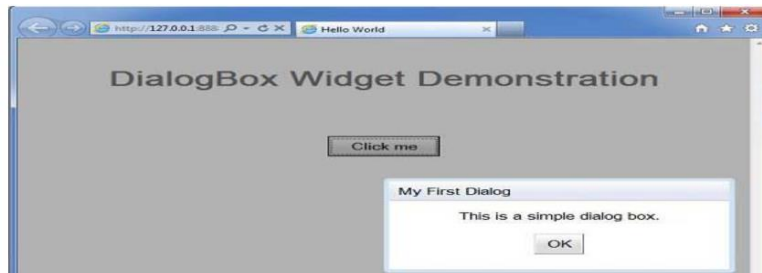 http://127.0.0.1:888
Hello World
DialogBox Widget Demonstration
Click me
My First Dialog
This is a simple dialog box.
OK